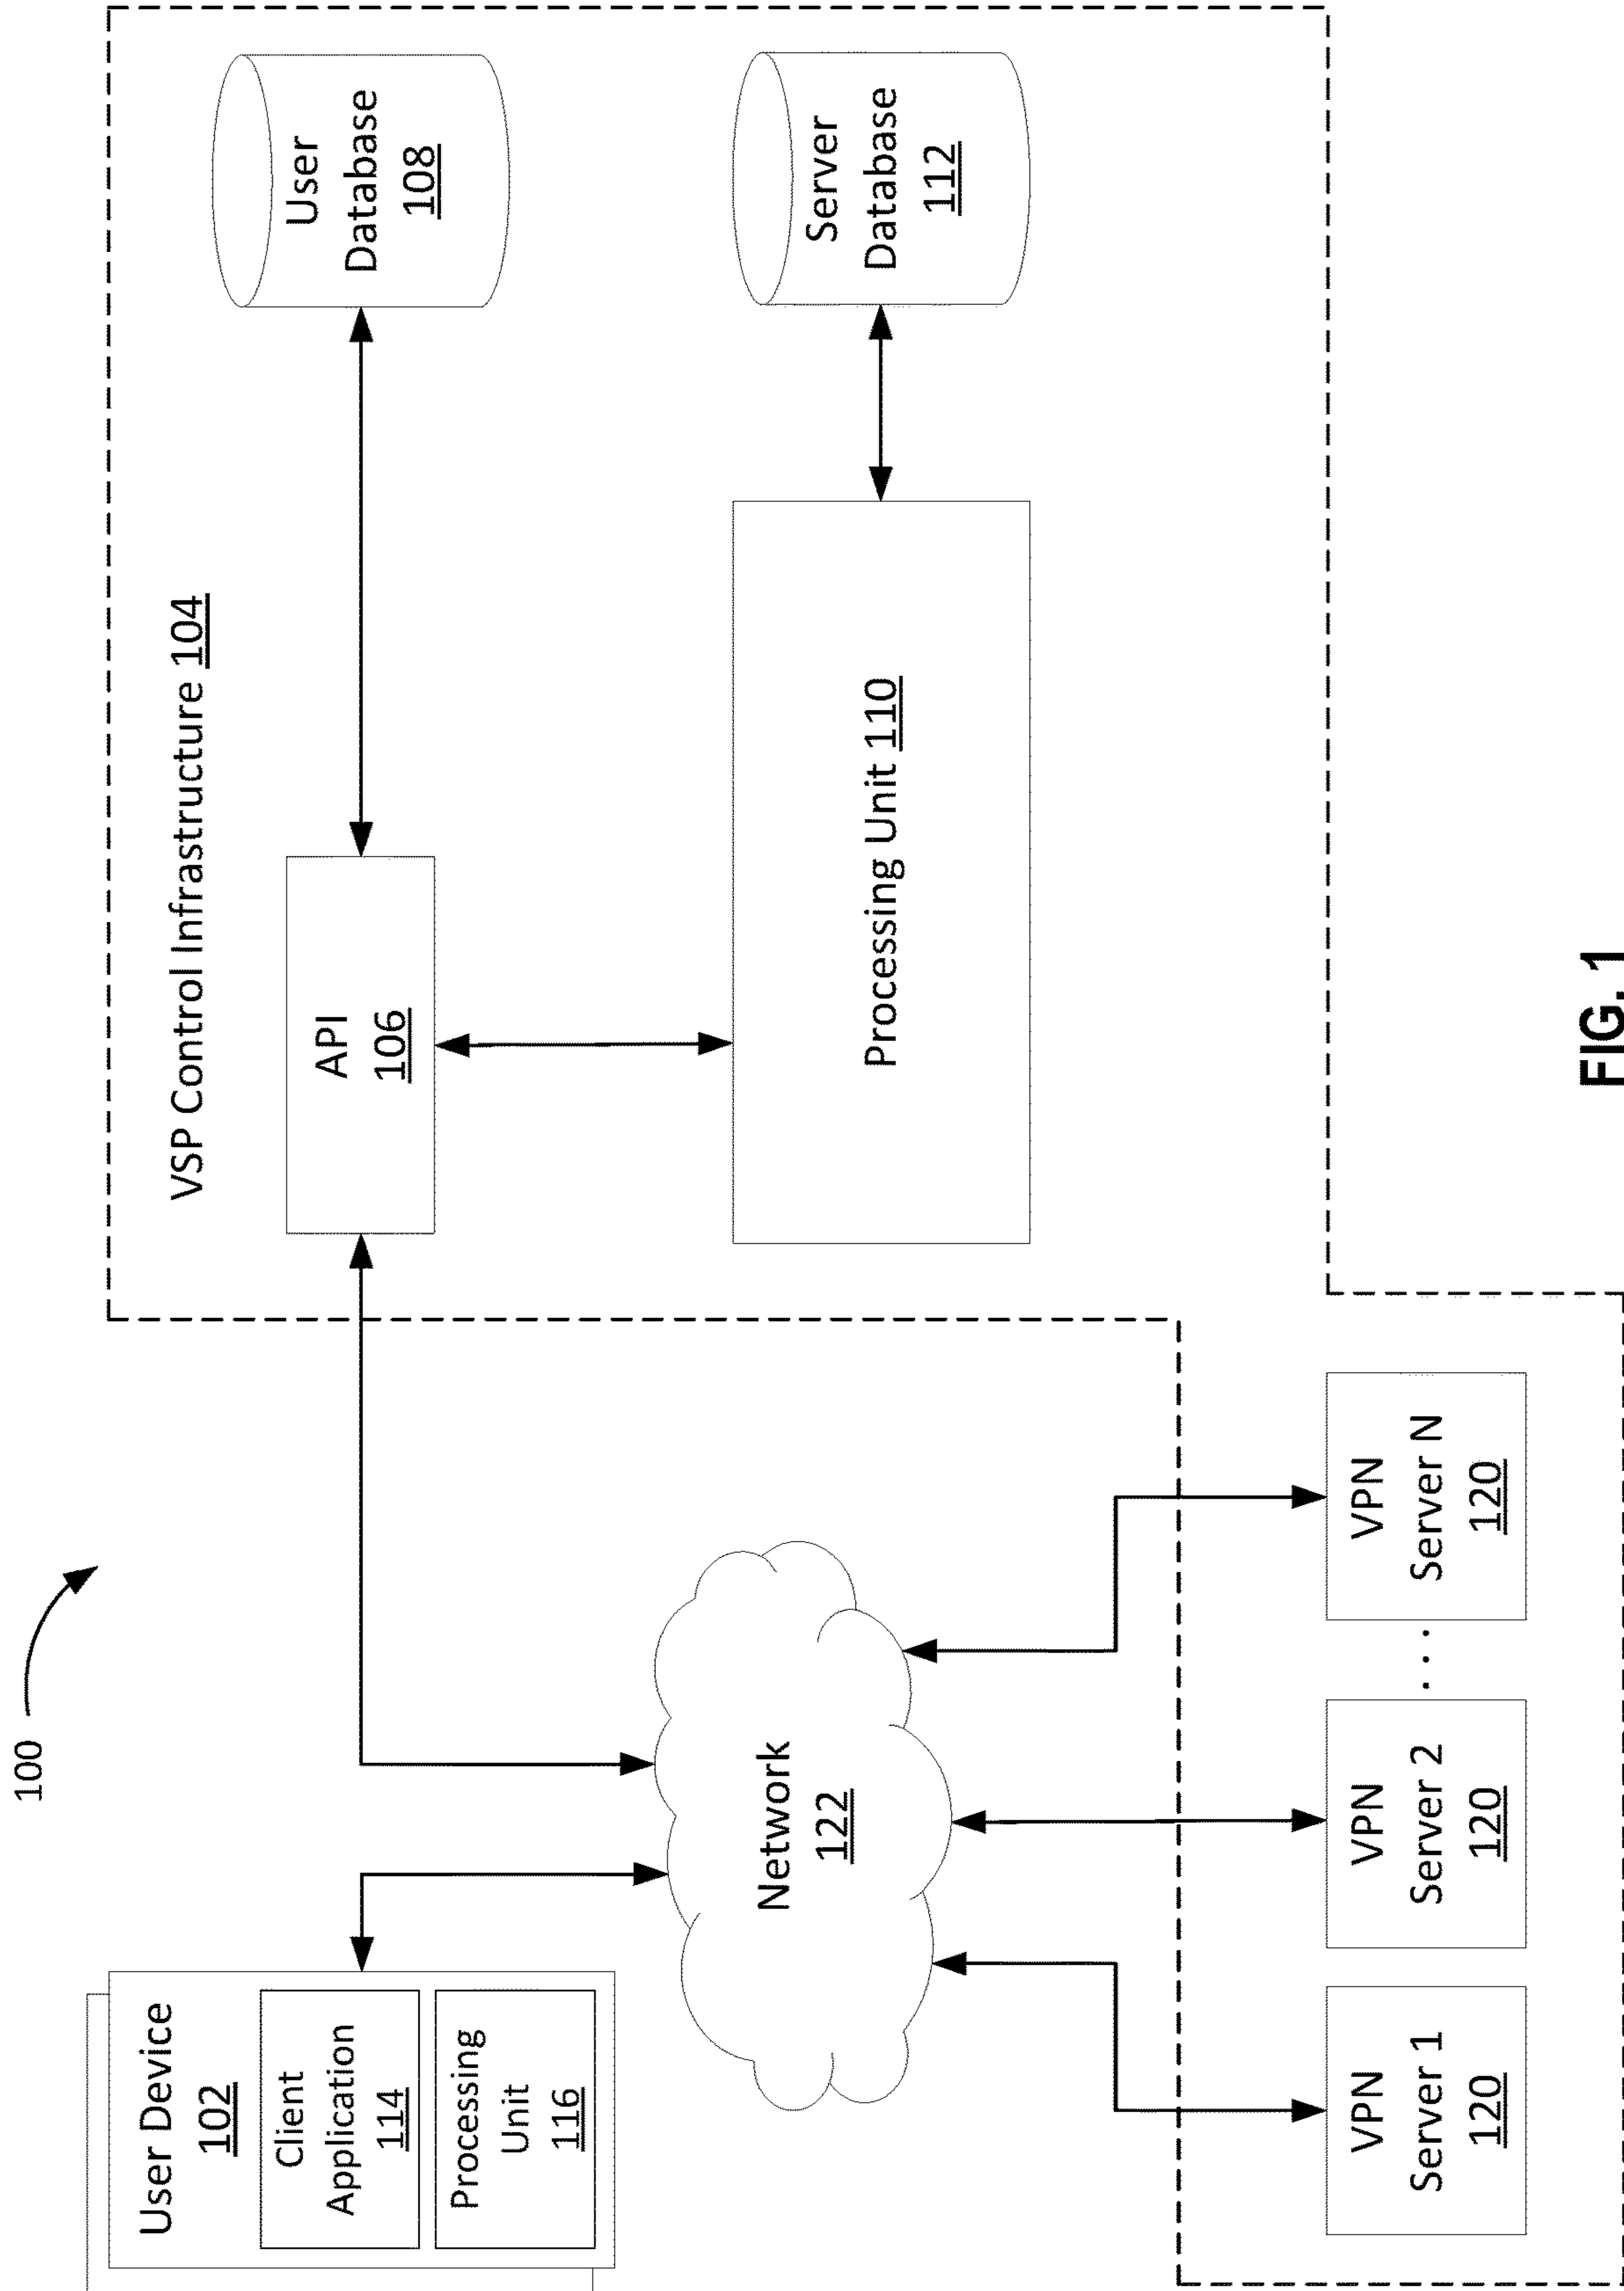 100
User Device
102
Client
Application
114
Processing
Unit
116
VSP Control Infrastructure 104
API
106
User
Database
108
Processing Unit 110
Server
Database
112
Network
122
VPN
Server 1
120
VPN
Server 2
120
. . .
VPN
Server N
120
FIG. 1